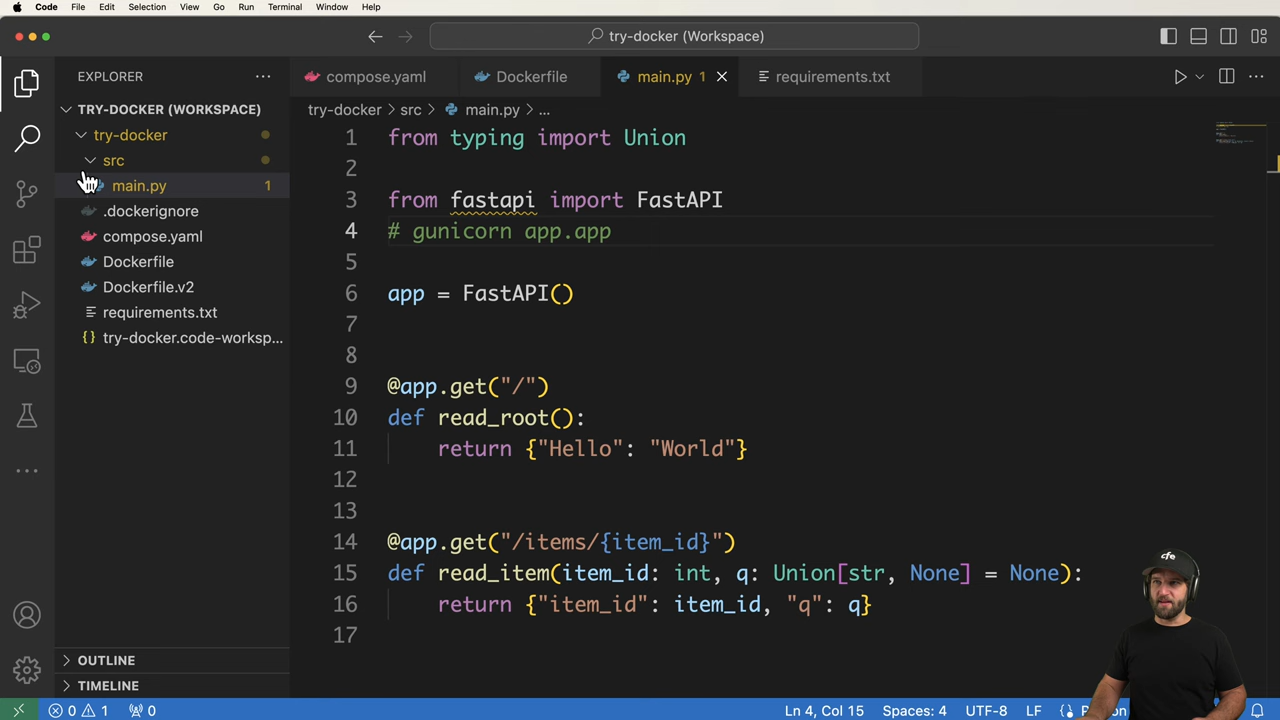 Code File Edit Selection View Go Run Terminal Window Help
try-docker (Workspace)
EXPLORER
compose.yaml Dockerfile main.py 1 requirements.txt
TRY-DOCKER (WORKSPACE)
try-docker
src
main.py 1
.dockerignore
compose.yaml
Dockerfile
Dockerfile.v2
requirements.txt
{} try-docker.code-worksp...
OUTLINE
TIMELINE
try-docker > src > main.py > ...
1 from typing import Union
2
3 from fastapi import FastAPI
4 # gunicorn app.app
5
6 app = FastAPI()
7
8
9 @app.get("/")
10 def read_root():
11 return {"Hello": "World"}
12
13
14 @app.get("/items/{item_id}")
15 def read_item(item_id: int, q: Union[str, None] = None):
16 return {"item_id": item_id, "q": q}
17
cfe
0 1 0 Ln 4, Col 15 Spaces: 4 UTF-8 LF